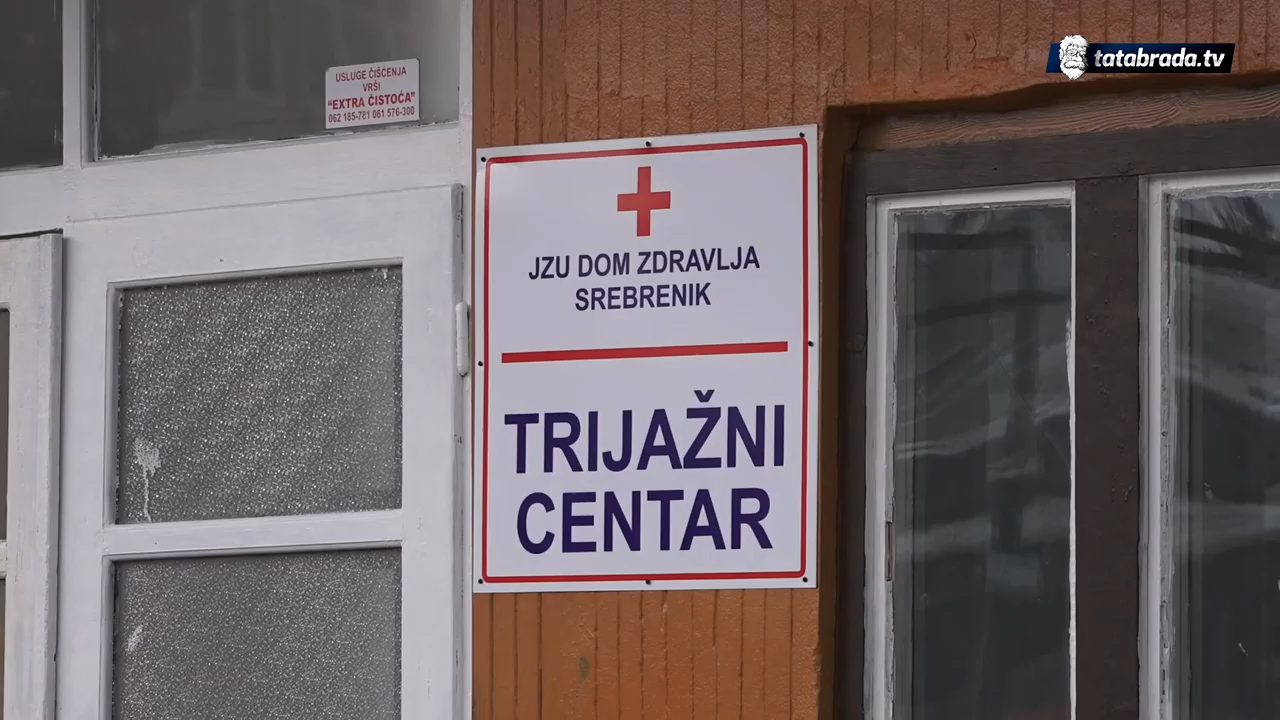 tatabrada.tv
USLUGE ČIŠĆENJA
VRŠI
"EXTRA ČISTOĆA"
062 185-781 061 576-300
JZU DOM ZDRAVLJA
SREBRENIK
TRIJAŽNI
CENTAR